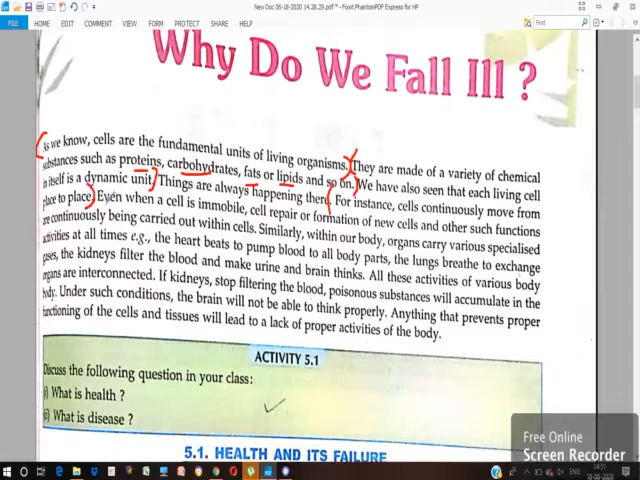 New Doc 06-18-2020 14.28.29.pdf * - Foxit PhantomPDF Express for HP
FILE HOME EDIT COMMENT VIEW FORM PROTECT SHARE HELP
Find
Why Do We Fall Ill ?
As we know, cells are the fundamental units of living organisms. They are made of a variety of chemical
substances such as proteins, carbohydrates, fats or lipids and so on. We have also seen that each living cell
in itself is a dynamic unit. Things are always happening there. For instance, cells continuously move from
place to place. Even when a cell is immobile, cell repair or formation of new cells and other such functions
are continuously being carried out within cells. Similarly, within our body, organs carry various specialised
activities at all times e.g., the heart beats to pump blood to all body parts, the lungs breathe to exchange
gases, the kidneys filter the blood and make urine and brain thinks. All these activities of various body
organs are interconnected. If kidneys, stop filtering the blood, poisonous substances will accumulate in the
body. Under such conditions, the brain will not be able to think properly. Anything that prevents proper
functioning of the cells and tissues will lead to a lack of proper activities of the body.
ACTIVITY 5.1
Discuss the following question in your class:
(i) What is health ?
(ii) What is disease ?
5.1. HEALTH AND ITS FAILURE
Free Online
Screen Recorder
14:51
18-06-2020